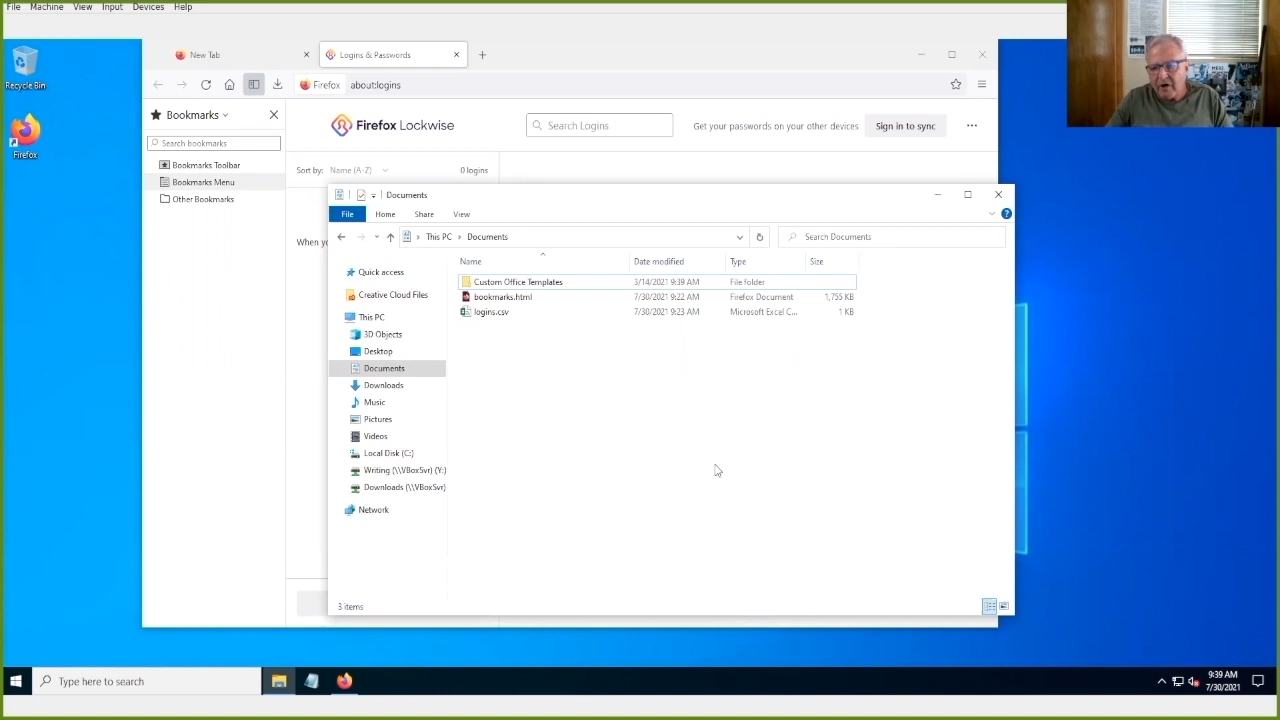 File Machine View Input Devices Help
Recycle Bin
Firefox
New Tab
Logins & Passwords
Firefox
about:logins
Bookmarks
Search bookmarks
Bookmarks Toolbar
Bookmarks Menu
Other Bookmarks
Firefox Lockwise
Search Logins
Get your passwords on your other devices
Sign in to sync
Sort by: Name (A-Z)
0 logins
When
Documents
File Home Share View
This PC > Documents
Search Documents
Name Date modified Type Size
Custom Office Templates 3/14/2021 9:39 AM File folder
bookmarks.html 7/30/2021 9:22 AM Firefox Document 1,755 KB
logins.csv 7/30/2021 9:23 AM Microsoft Excel C... 1 KB
Quick access
Creative Cloud Files
This PC
3D Objects
Desktop
Documents
Downloads
Music
Pictures
Videos
Local Disk (C:)
Writing (\\VBoxSvr) (Y:)
Downloads (\\VBoxSvr)
Network
3 items
Type here to search
9:39 AM
7/30/2021